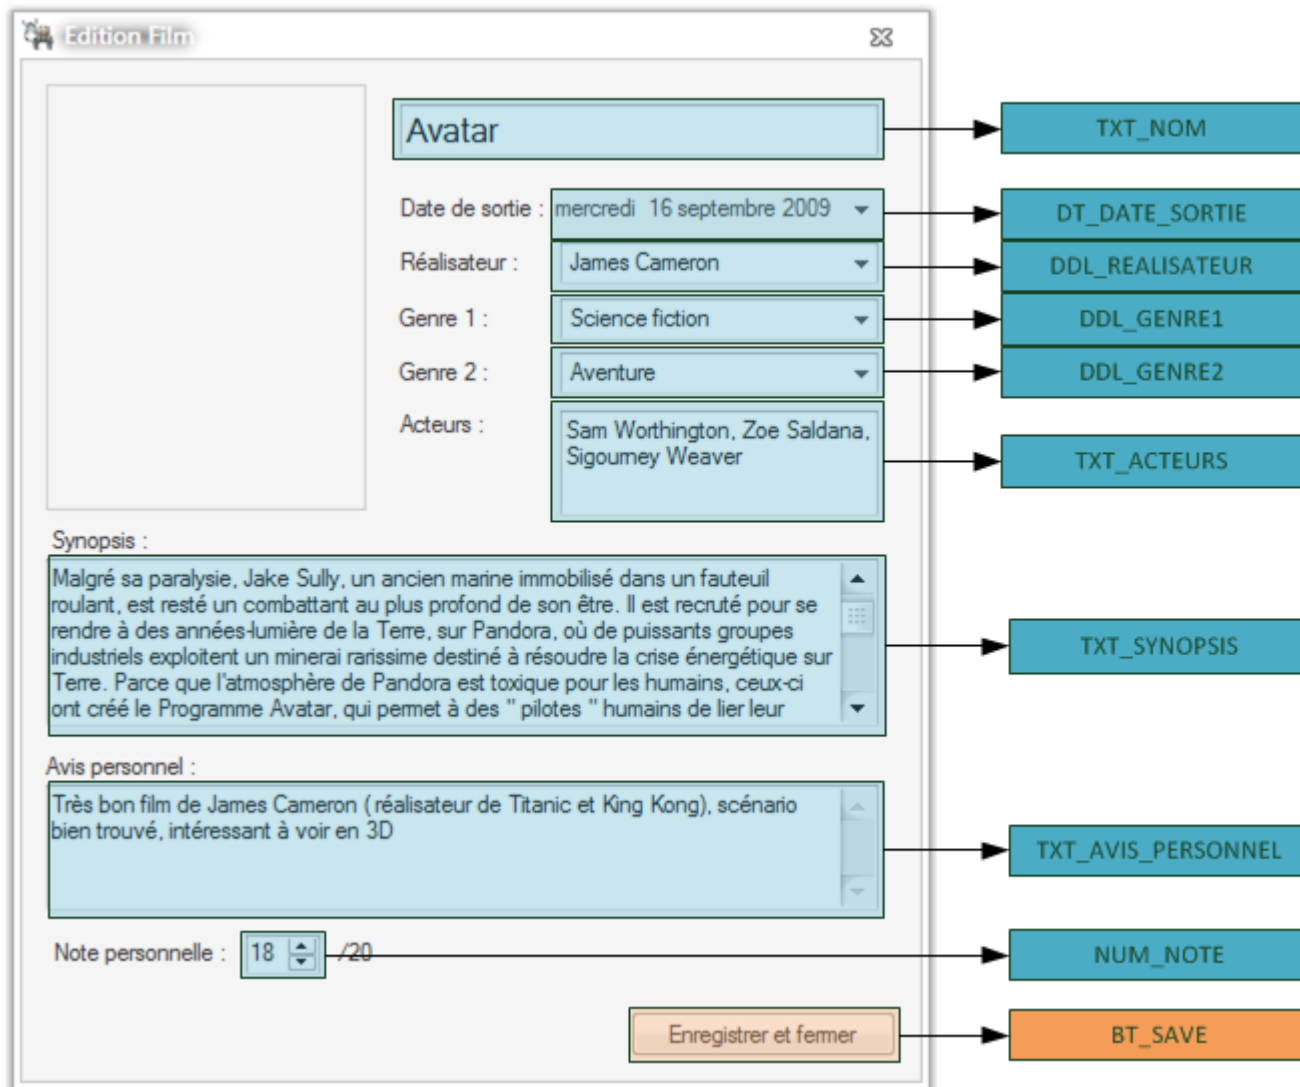 Edition Film
Avatar
TXT_NOM
Date de sortie : mercredi 16 septembre 2009
DT_DATE_SORTIE
Réalisateur : James Cameron
DDL_REALISATEUR
Genre 1 : Science fiction
DDL_GENRE1
Genre 2 : Aventure
DDL_GENRE2
Acteurs : Sam Worthington, Zoe Saldana,
Sigourney Weaver
TXT_ACTEURS
Synopsis :
Malgré sa paralysie, Jake Sully, un ancien marine immobilisé dans un fauteuil
roulant, est resté un combattant au plus profond de son être. Il est recruté pour se
rendre à des années-lumière de la Terre, sur Pandora, où de puissants groupes
industriels exploitent un minerai rarissime destiné à résoudre la crise énergétique sur
Terre. Parce que l'atmosphère de Pandora est toxique pour les humains, ceux-ci
ont créé le Programme Avatar, qui permet à des " pilotes " humains de lier leur
TXT_SYNOPSIS
Avis personnel :
Très bon film de James Cameron ( réalisateur de Titanic et King Kong), scénario
bien trouvé, intéressant à voir en 3D
TXT_AVIS_PERSONNEL
Note personnelle : 18 /20
NUM_NOTE
Enregistrer et fermer
BT_SAVE